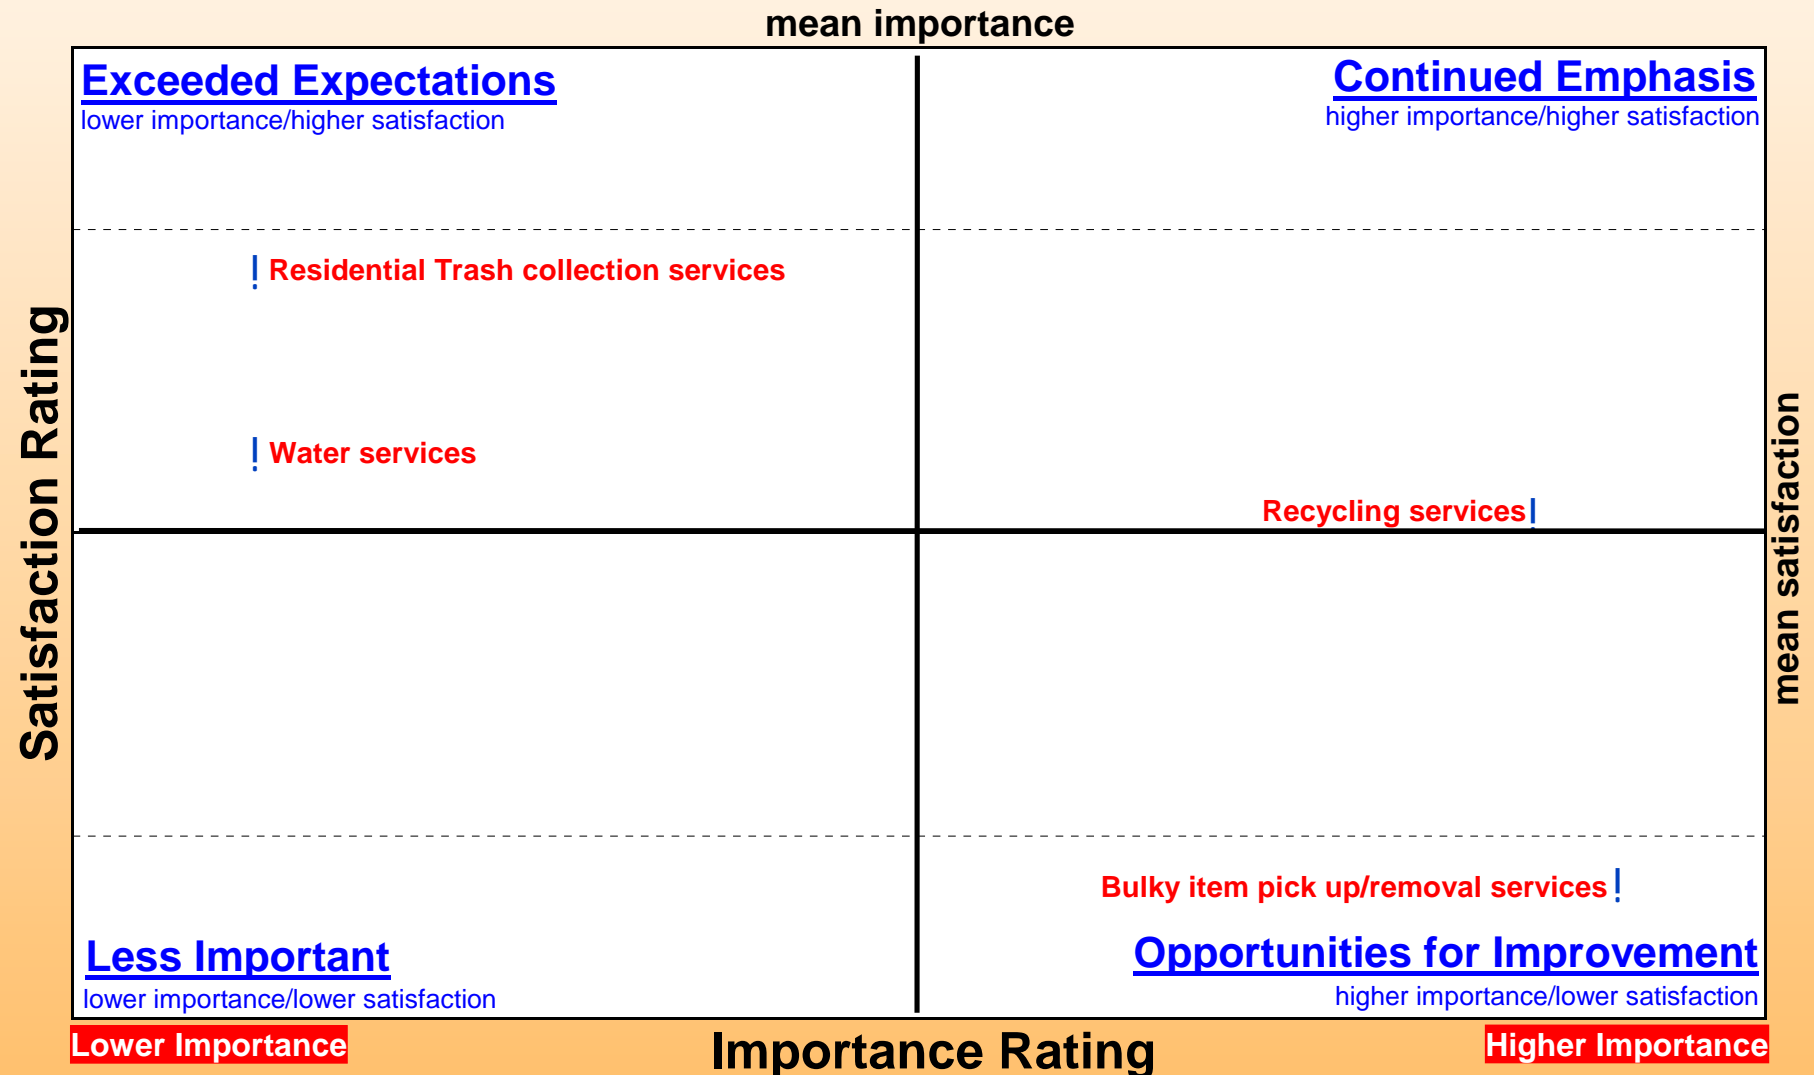 mean importance
Exceeded Expectations
lower importance/higher satisfaction
Continued Emphasis
higher importance/higher satisfaction
Residential Trash collection services
Water services
Recycling services
Satisfaction Rating
mean satisfaction
Bulky item pick up/removal services
Less Important
lower importance/lower satisfaction
Opportunities for Improvement
higher importance/lower satisfaction
Lower Importance
Importance Rating
Higher Importance